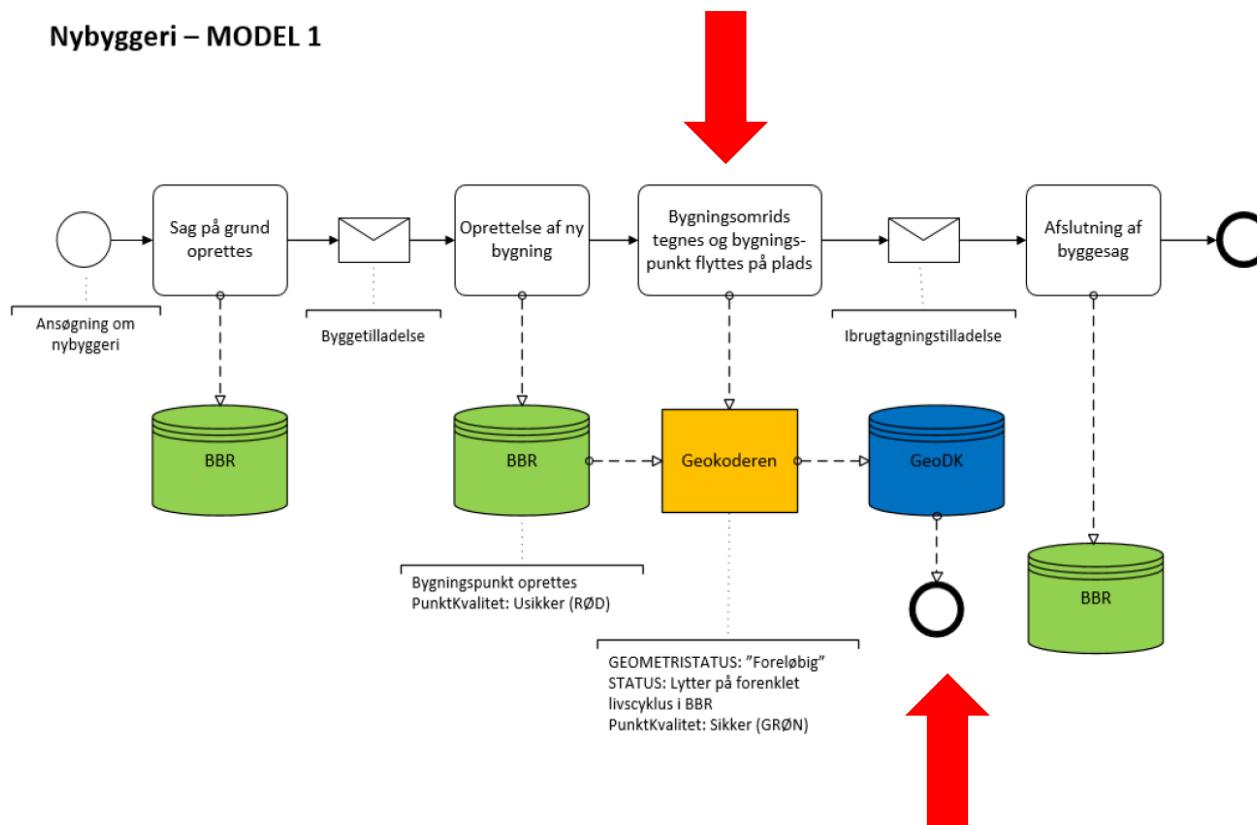 Nybyggeri – MODEL 1
Sag på grund
oprettes
Oprettelse af ny
bygning
Bygningsomrids
tegnes og bygnings-
punkt flyttes på plads
Afslutning af
byggesag
Ansøgning om
nybyggeri
Byggetilladelse
Ibrugtagningstilladelse
BBR
BBR
Geokoderen
GeoDK
Bygningspunkt oprettes
PunktKvalitet: Usikker (RØD)
BBR
GEOMETRISTATUS: ”Foreløbig”
STATUS: Lytter på forenklet
livscyklus i BBR
PunktKvalitet: Sikker (GRØN)